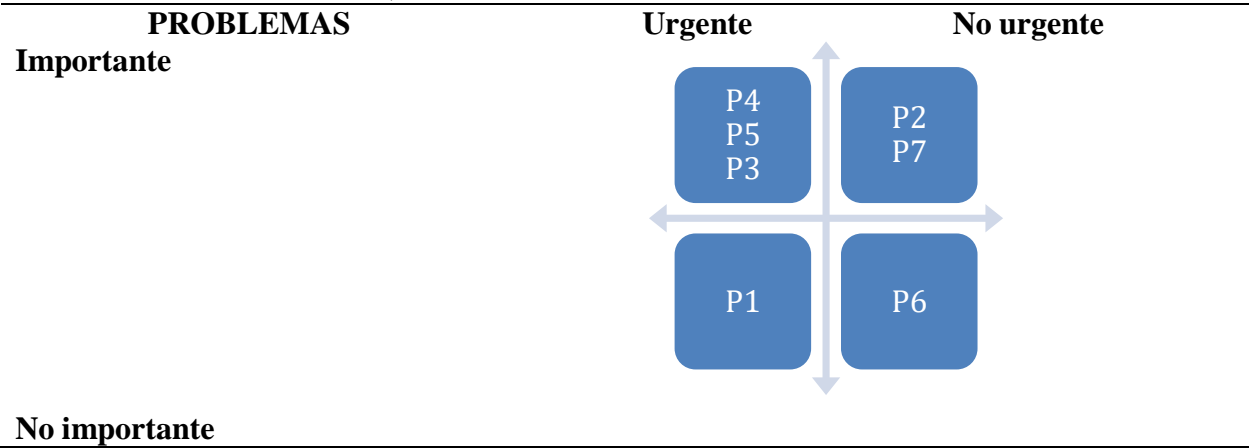 PROBLEMAS Urgente No urgente
Importante
P4
P5
P3
P2
P7
P1
P6
No importante